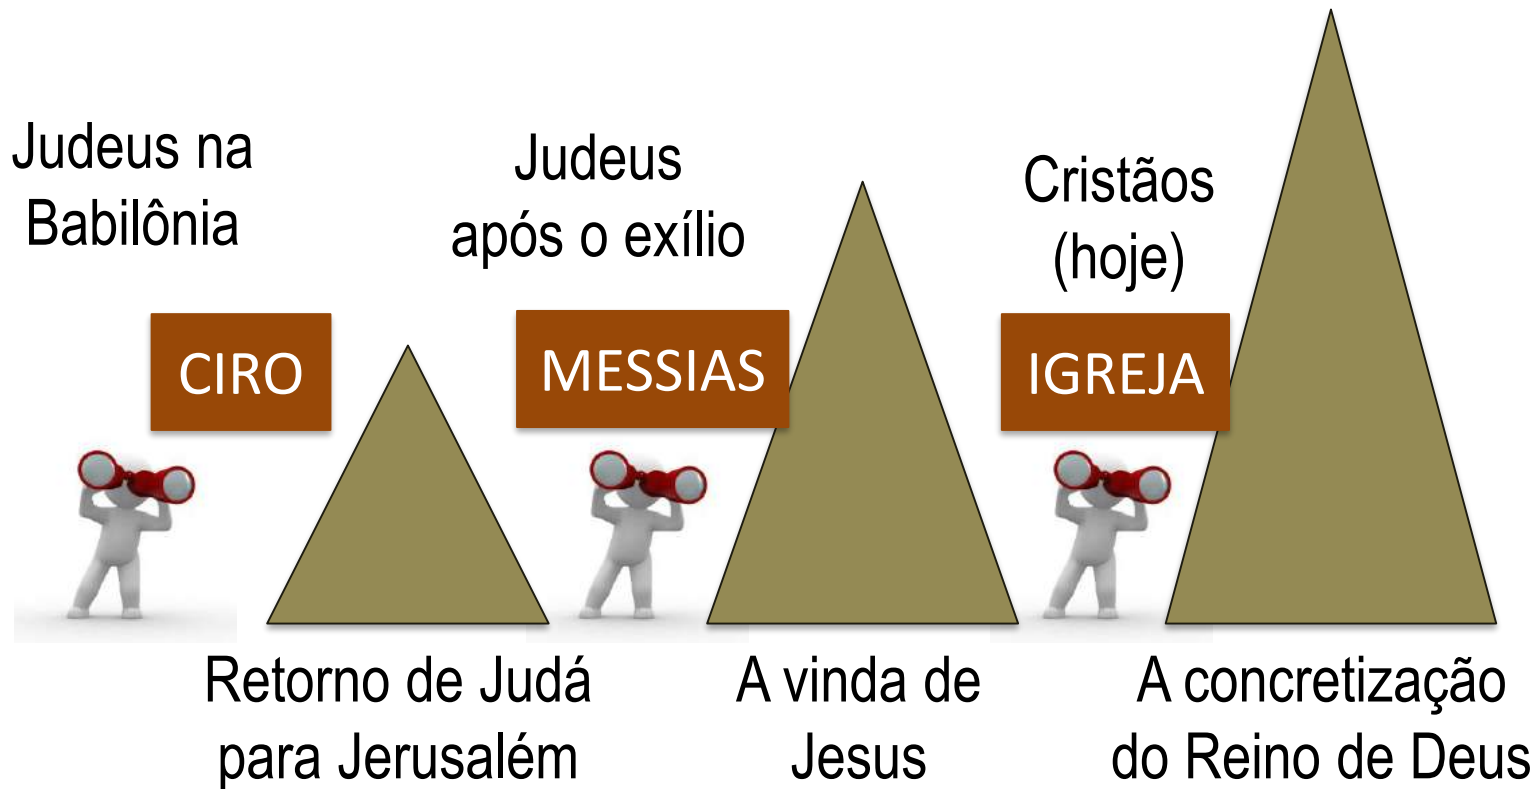 Judeus na
Babilônia
CIRO
Retorno de Judá
para Jerusalém
Judeus
após o exílio
MESSIAS
A vinda de
Jesus
Cristãos
(hoje)
IGREJA
A concretização
do Reino de Deus